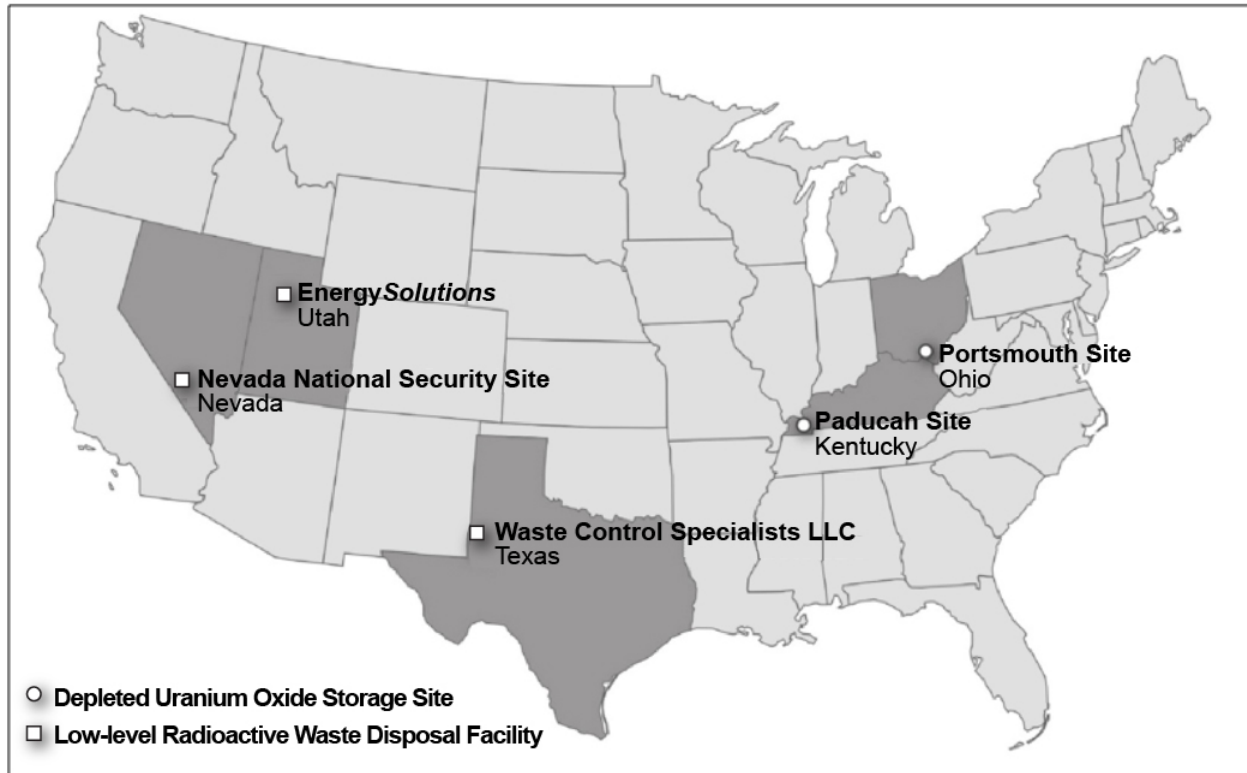 EnergySolutions
Utah
Nevada National Security Site
Nevada
Portsmouth Site
Ohio
Paducah Site
Kentucky
Waste Control Specialists LLC
Texas
Depleted Uranium Oxide Storage Site
Low-level Radioactive Waste Disposal Facility